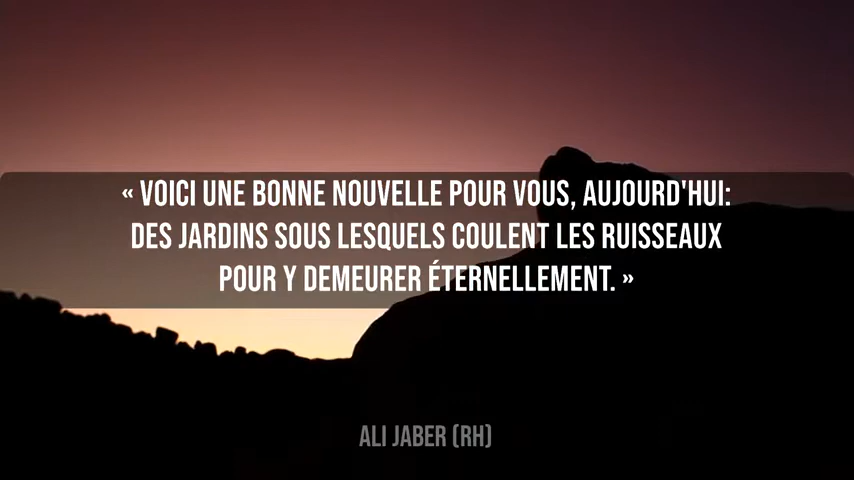 « VOICI UNE BONNE NOUVELLE POUR VOUS, AUJOURD'HUI:
DES JARDINS SOUS LESQUELS COULENT LES RUISSEAUX
POUR Y DEMEURER ÉTERNELLEMENT. »
ALI JABER (RH)